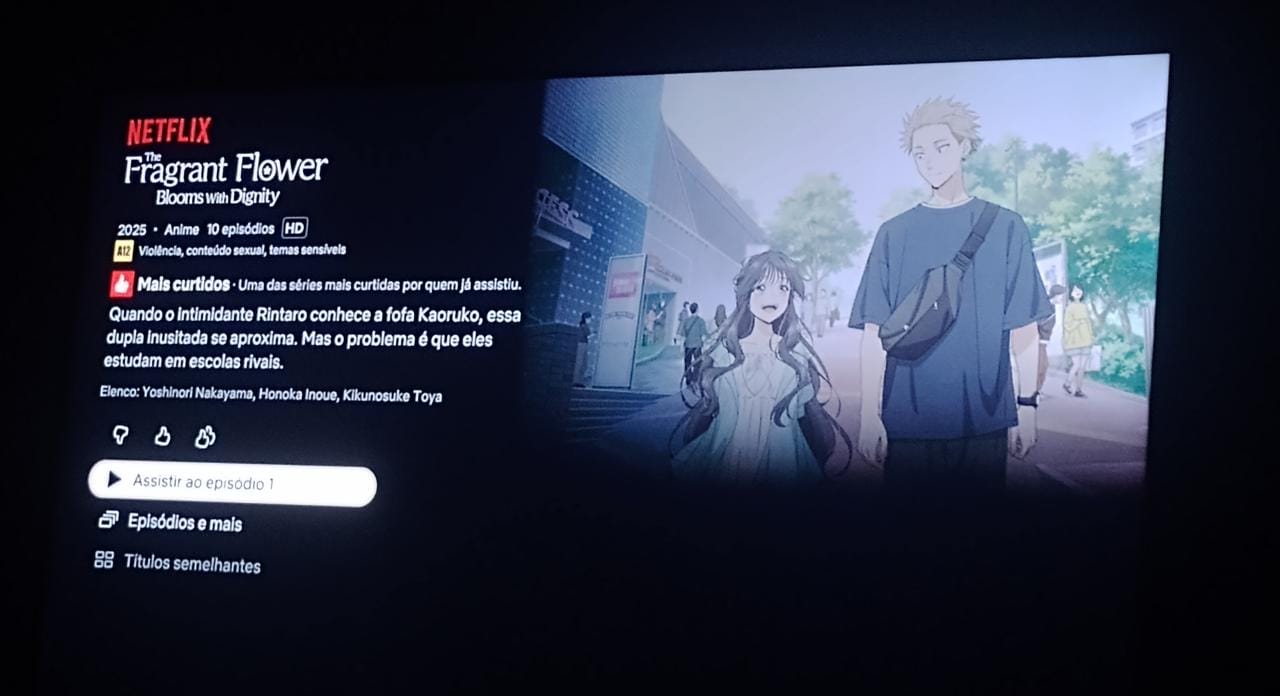 NETFLIX
The
Fragrant Flower
Blooms with Dignity
2025 • Anime 10 episódios HD
A12 Violência, conteúdo sexual, temas sensíveis
Mais curtidos · Uma das séries mais curtidas por quem já assistiu.
Quando o intimidante Rintaro conhece a fofa Kaoruko, essa
dupla inusitada se aproxima. Mas o problema é que eles
estudam em escolas rivais.
Elenco: Yoshinori Nakayama, Honoka Inoue, Kikunosuke Toya
Assistir ao episódio 1
Episódios e mais
Títulos semelhantes